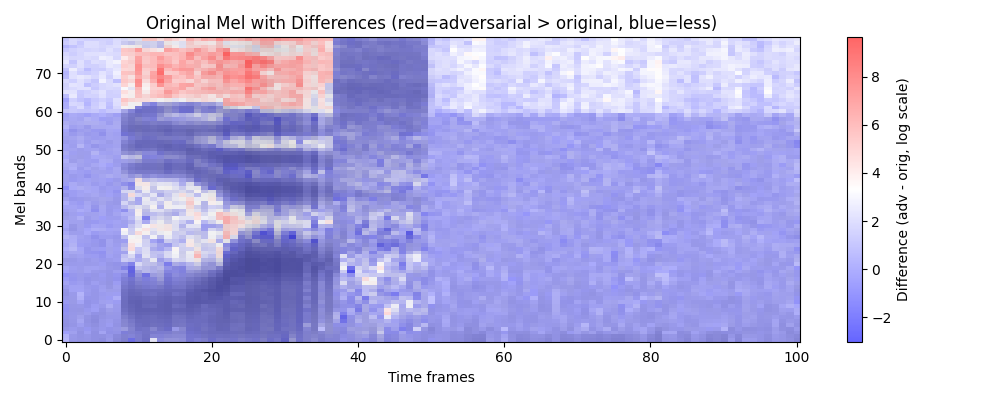 Original Mel with Differences (red=adversarial > original, blue=less)
Mel bands
70
60
50
40
30
20
10
0
0 20 40 60 80 100
Time frames
8
6
4
2
0
−2
Difference (adv - orig, log scale)